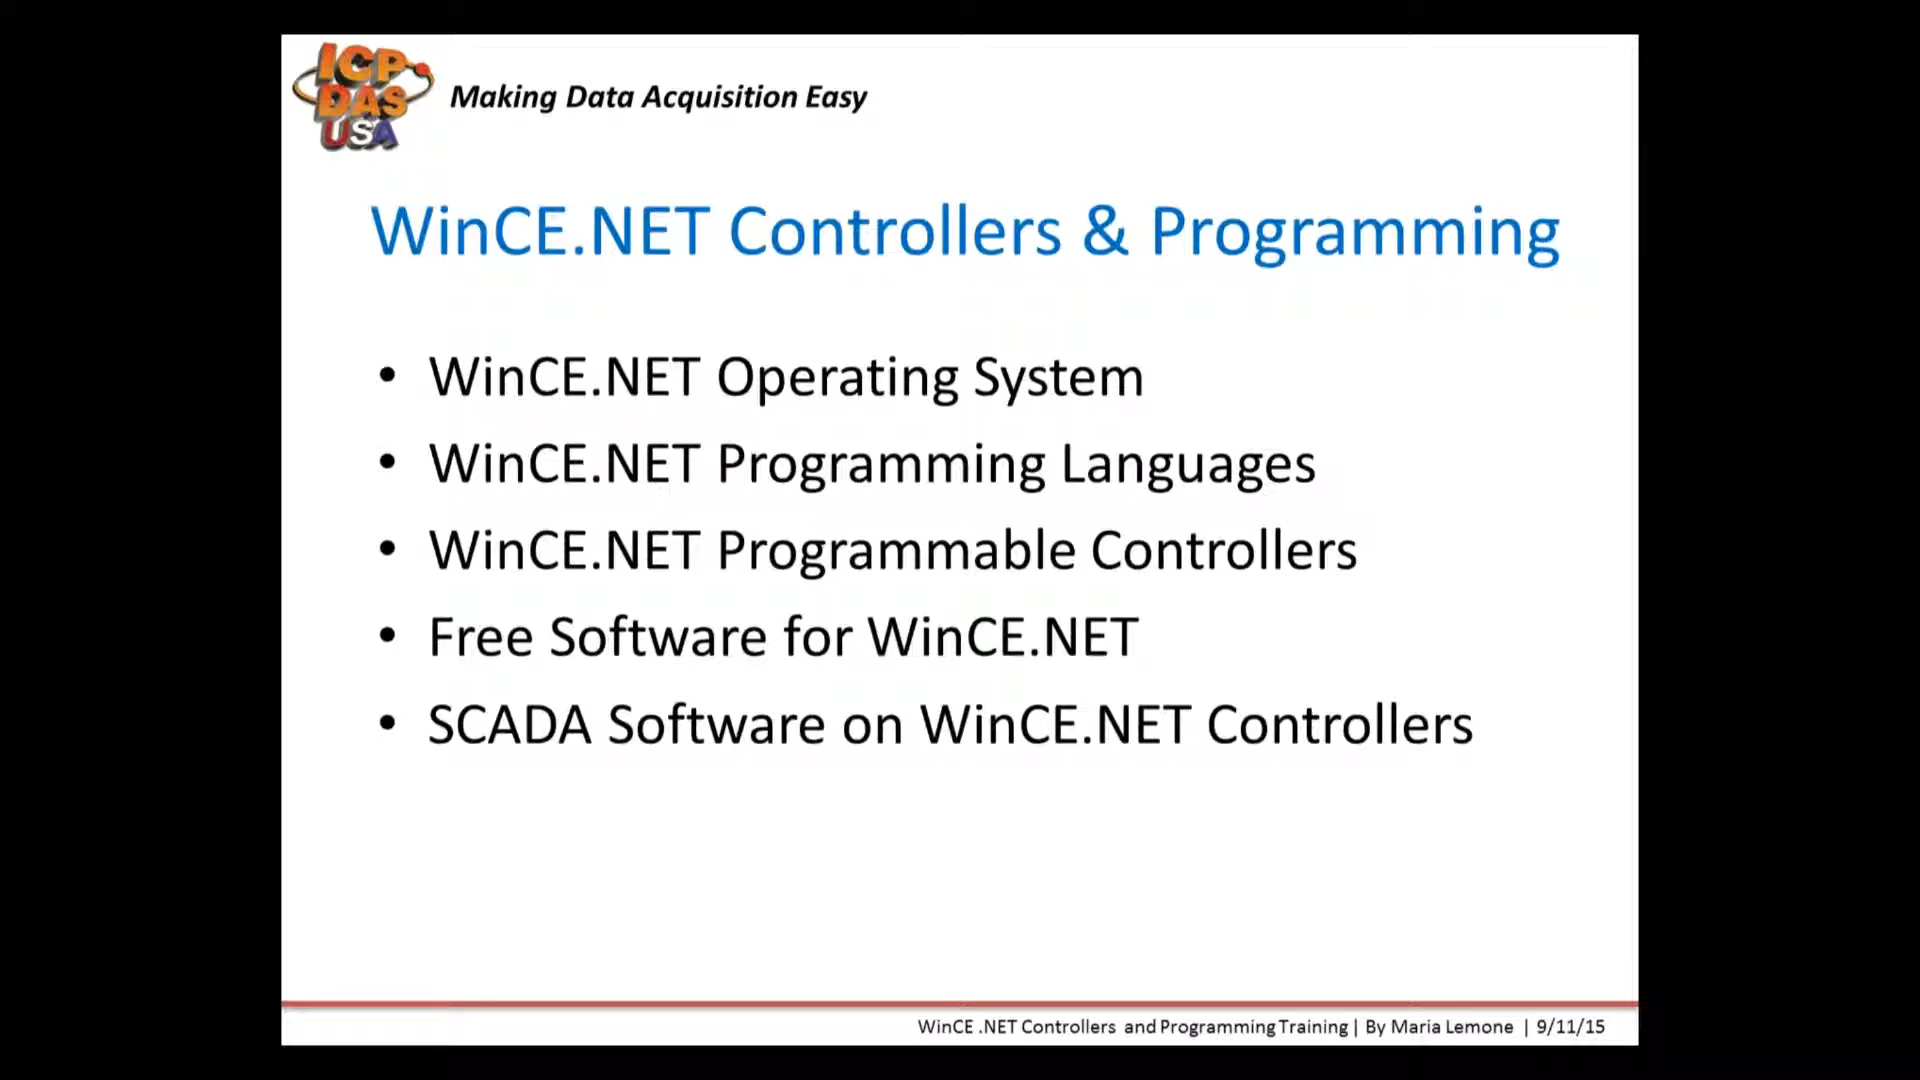 ICP
DAS
USA
Making Data Acquisition Easy
WinCE.NET Controllers & Programming
• WinCE.NET Operating System
• WinCE.NET Programming Languages
• WinCE.NET Programmable Controllers
• Free Software for WinCE.NET
• SCADA Software on WinCE.NET Controllers
WinCE .NET Controllers and Programming Training | By Maria Lemone | 9/11/15